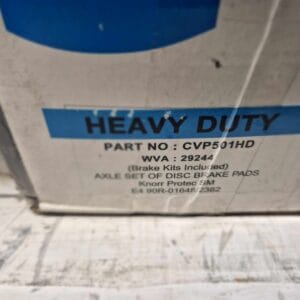 HEAVY DUTY
PART NO : CVP501HD
WVA : 29244
(Brake Kits Included)
AXLE SET OF DISC BRAKE PADS
Knorr Protec SM
E4 90R-01648/2362